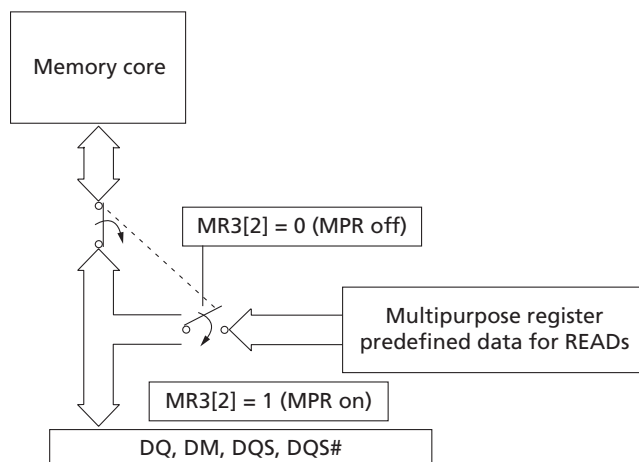 Memory core
MR3[2] = 0 (MPR off)
Multipurpose register
predefined data for READs
MR3[2] = 1 (MPR on)
DQ, DM, DQS, DQS#